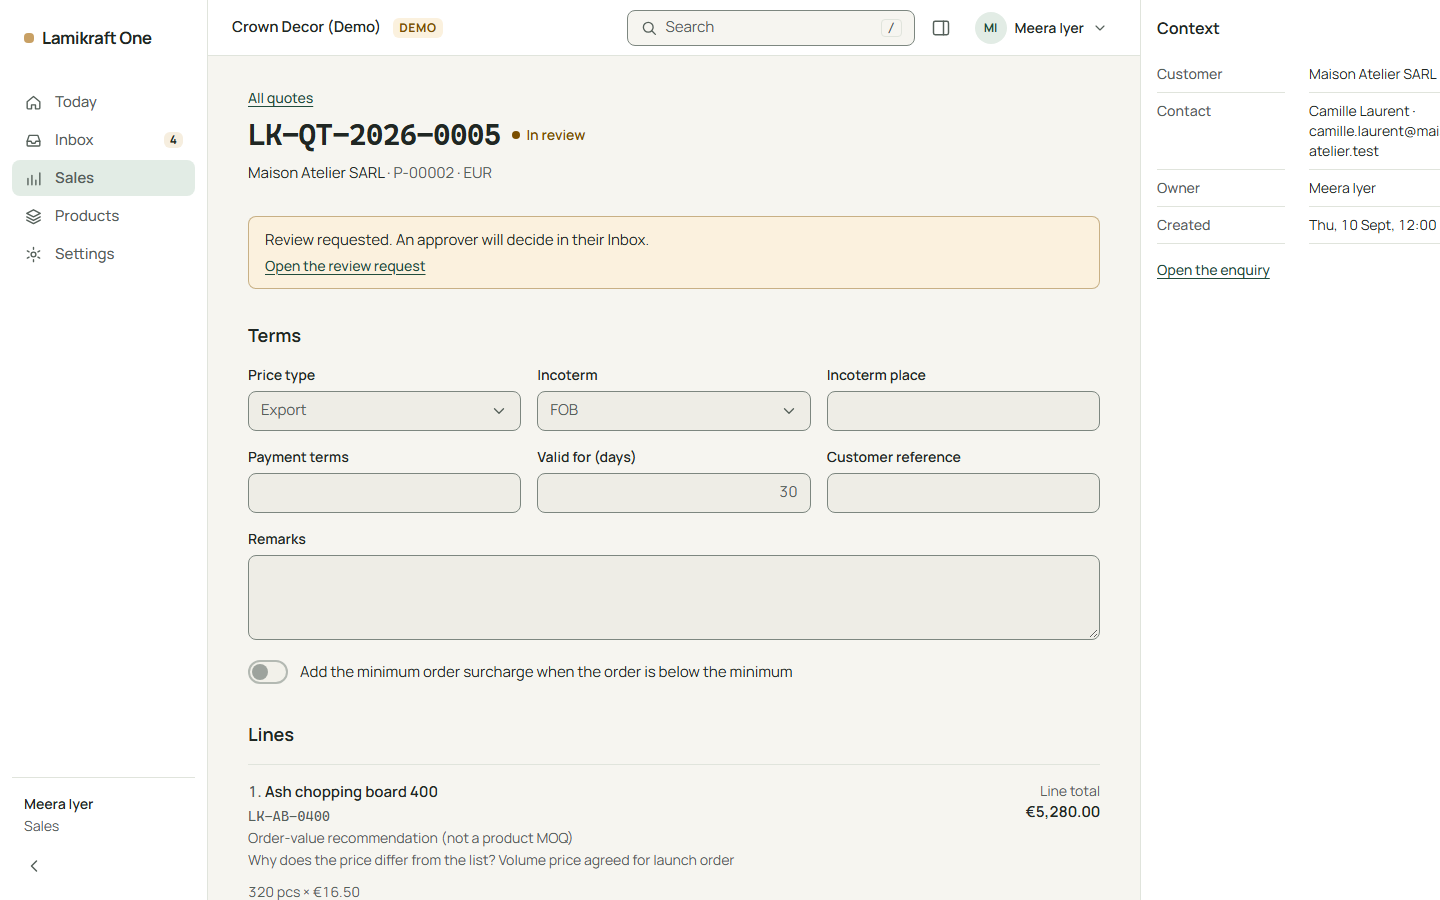 Lamikraft One
Today
Inbox 4
Sales
Products
Settings
Meera Iyer
Sales
Crown Decor (Demo) DEMO
Search /
MI Meera Iyer
All quotes
LK-QT-2026-0005 In review
Maison Atelier SARL · P-00002 · EUR
Review requested. An approver will decide in their Inbox.
Open the review request
Terms
Price type Incoterm Incoterm place
Export FOB
Payment terms Valid for (days) Customer reference
30
Remarks
Add the minimum order surcharge when the order is below the minimum
Lines
1. Ash chopping board 400 Line total
LK-AB-0400 €5,280.00
Order-value recommendation (not a product MOQ)
Why does the price differ from the list? Volume price agreed for launch order
320 pcs × €16.50
Context
Customer Maison Atelier SARL
Contact Camille Laurent ·
camille.laurent@mai
atelier.test
Owner Meera Iyer
Created Thu, 10 Sept, 12:00
Open the enquiry